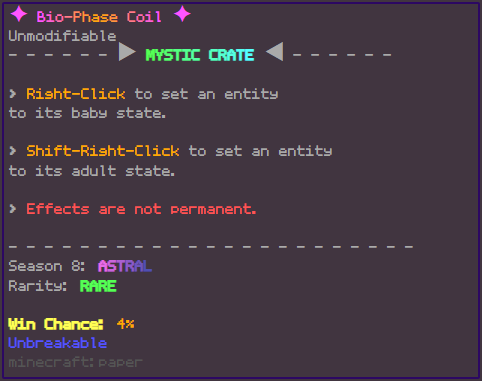 ✦ Bio-Phase Coil ✦
Unmodifiable
- - - - - - ▶ MYSTIC CRATE ◀ - - - - - -
> Right-Click to set an entity
to its baby state.
> Shift-Right-Click to set an entity
to its adult state.
> Effects are not permanent.
- - - - - - - - - - - - - - - - - - - - -
Season 8: ASTRAL
Rarity: RARE
Win Chance: 4%
Unbreakable
minecraft:paper